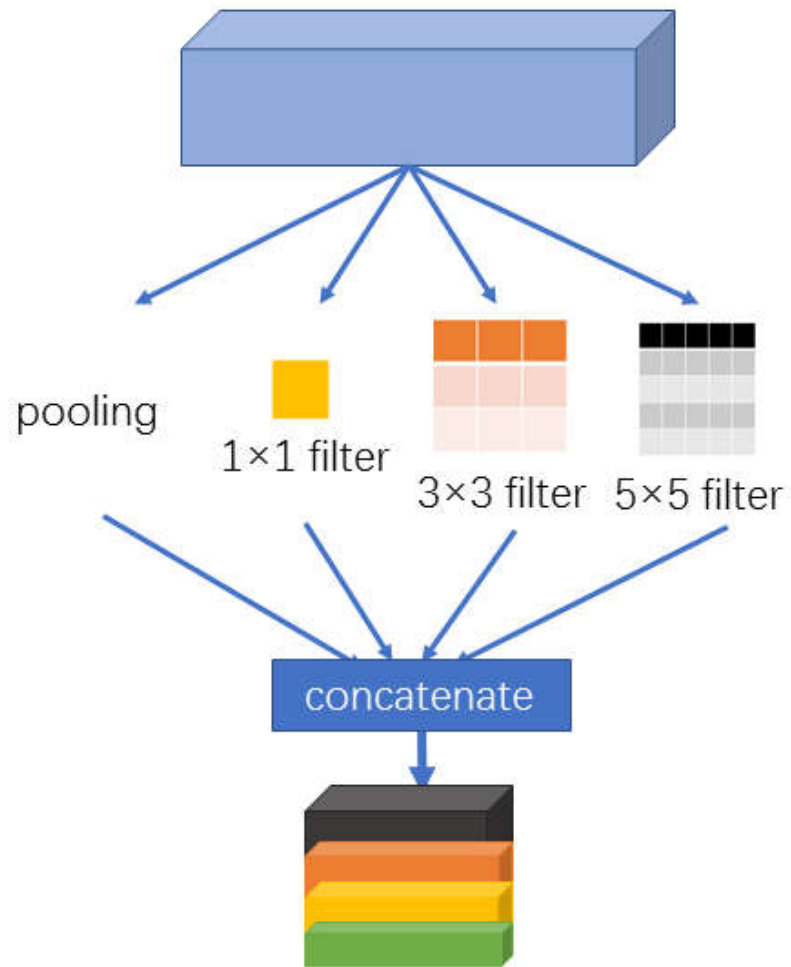 pooling
1×1 filter
3×3 filter
5×5 filter
concatenate